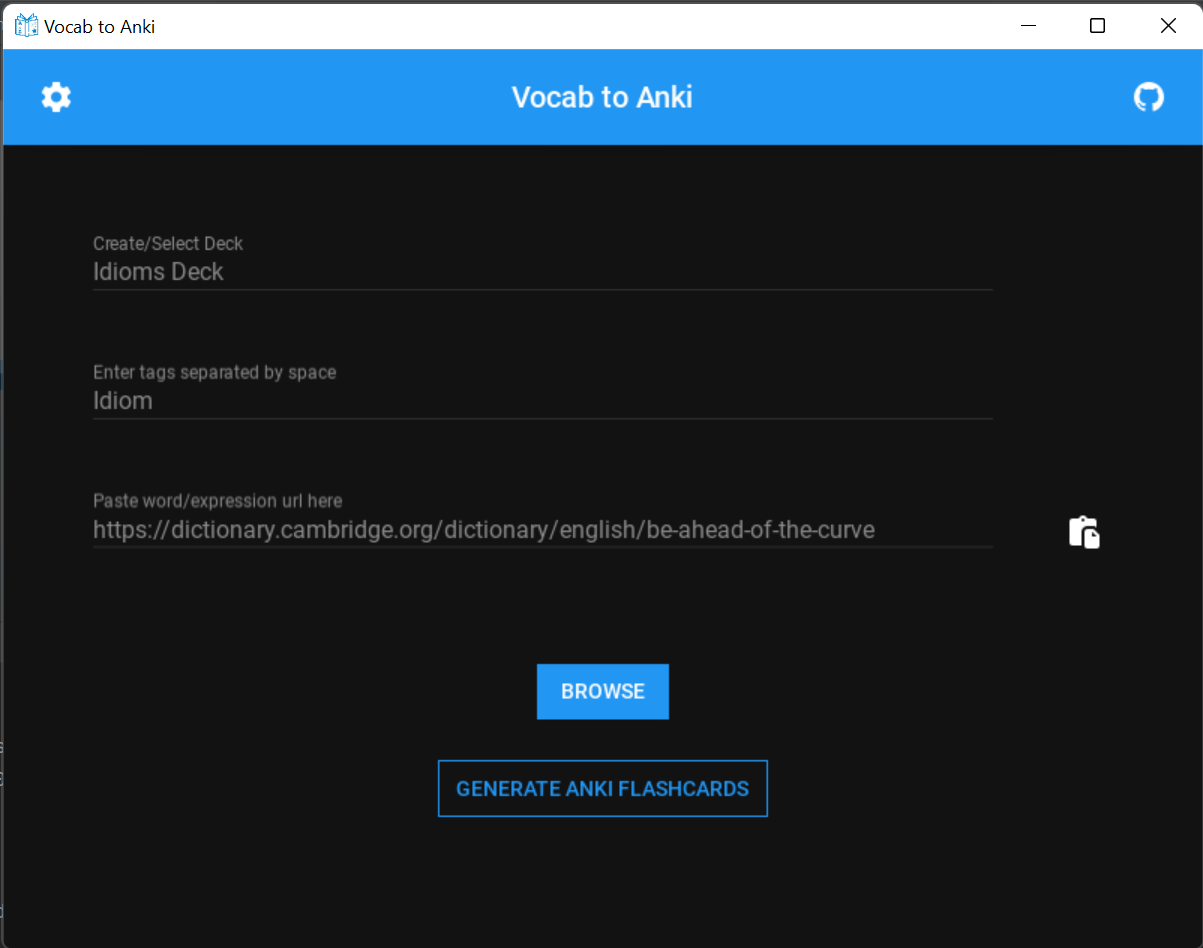 Vocab to Anki
Vocab to Anki
Create/Select Deck
Idioms Deck
Enter tags separated by space
Idiom
Paste word/expression url here
https://dictionary.cambridge.org/dictionary/english/be-ahead-of-the-curve
BROWSE
GENERATE ANKI FLASHCARDS